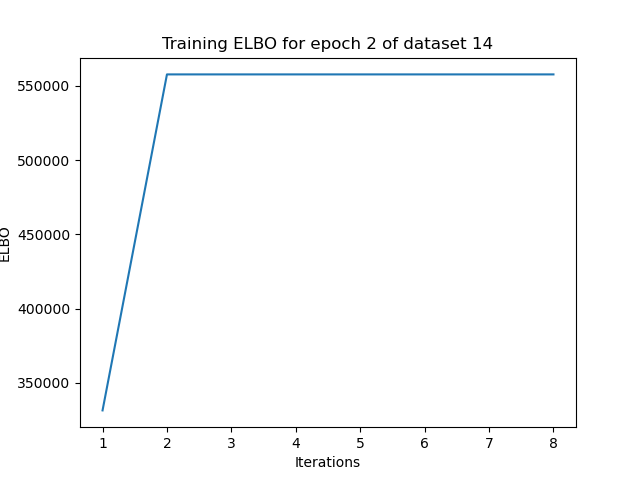 Training ELBO for epoch 2 of dataset 14
550000
500000
450000
400000
350000
ELBO
1 2 3 4 5 6 7 8
Iterations